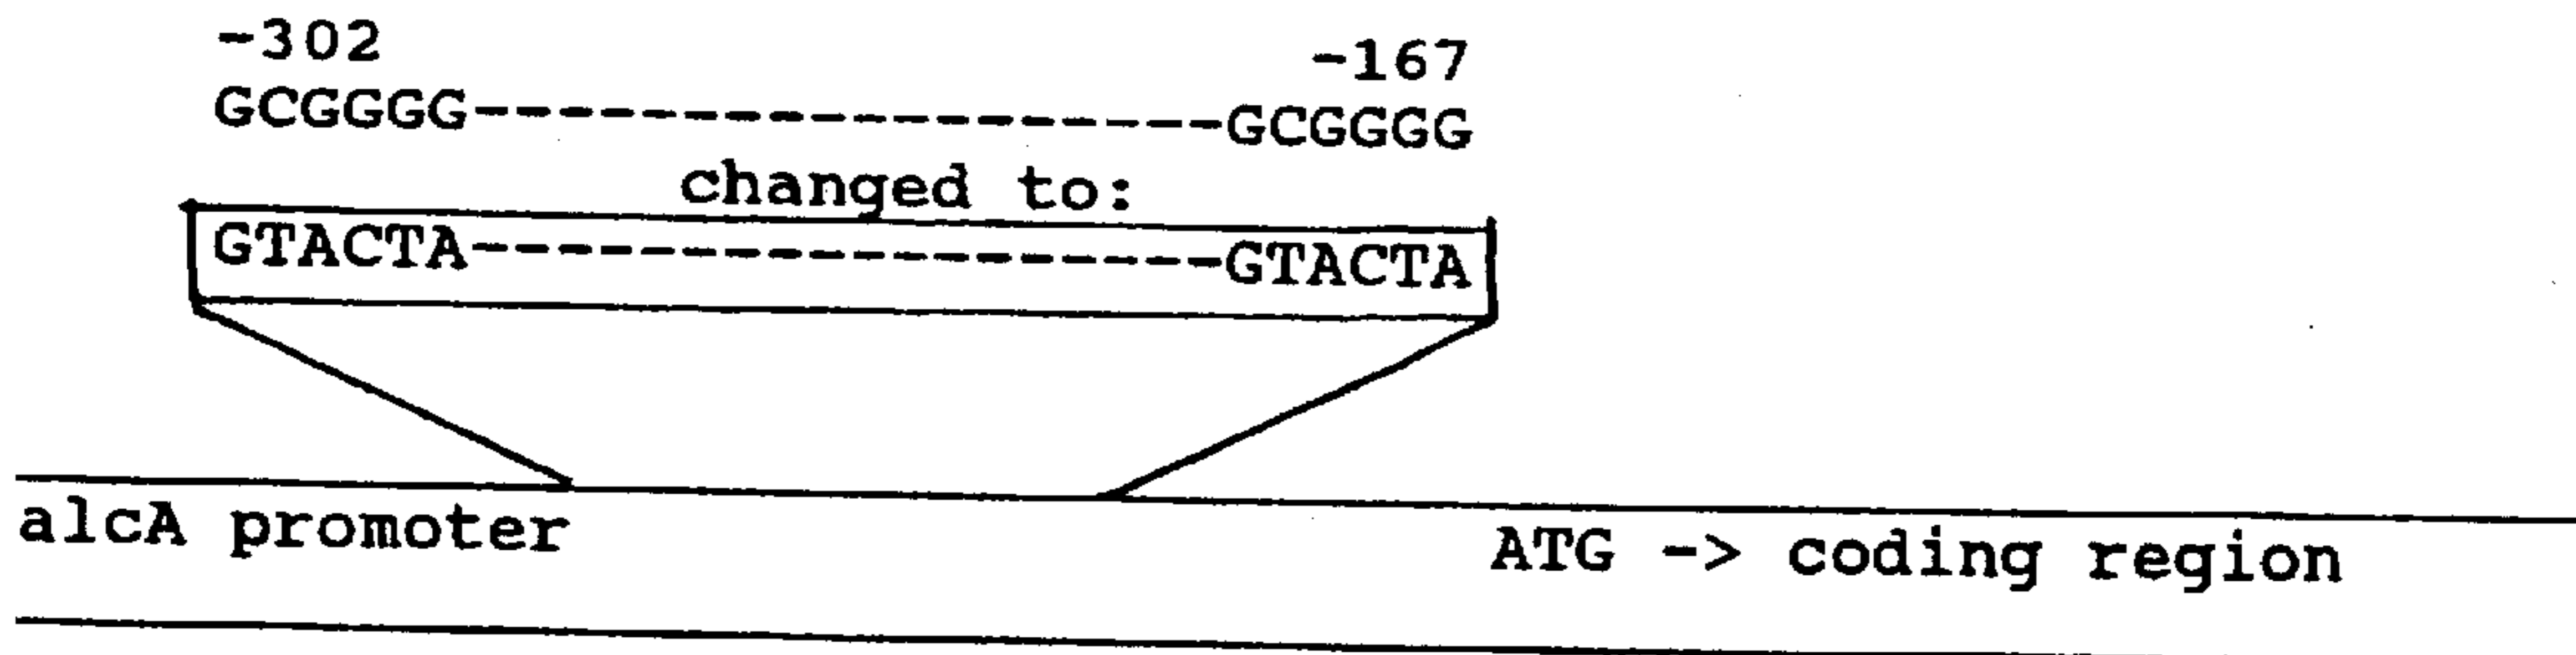 -302 -167
GCGGGG------------------GCGGGG
changed to:
GTACTA------------------GTACTA
alcA promoter ATG -> coding region